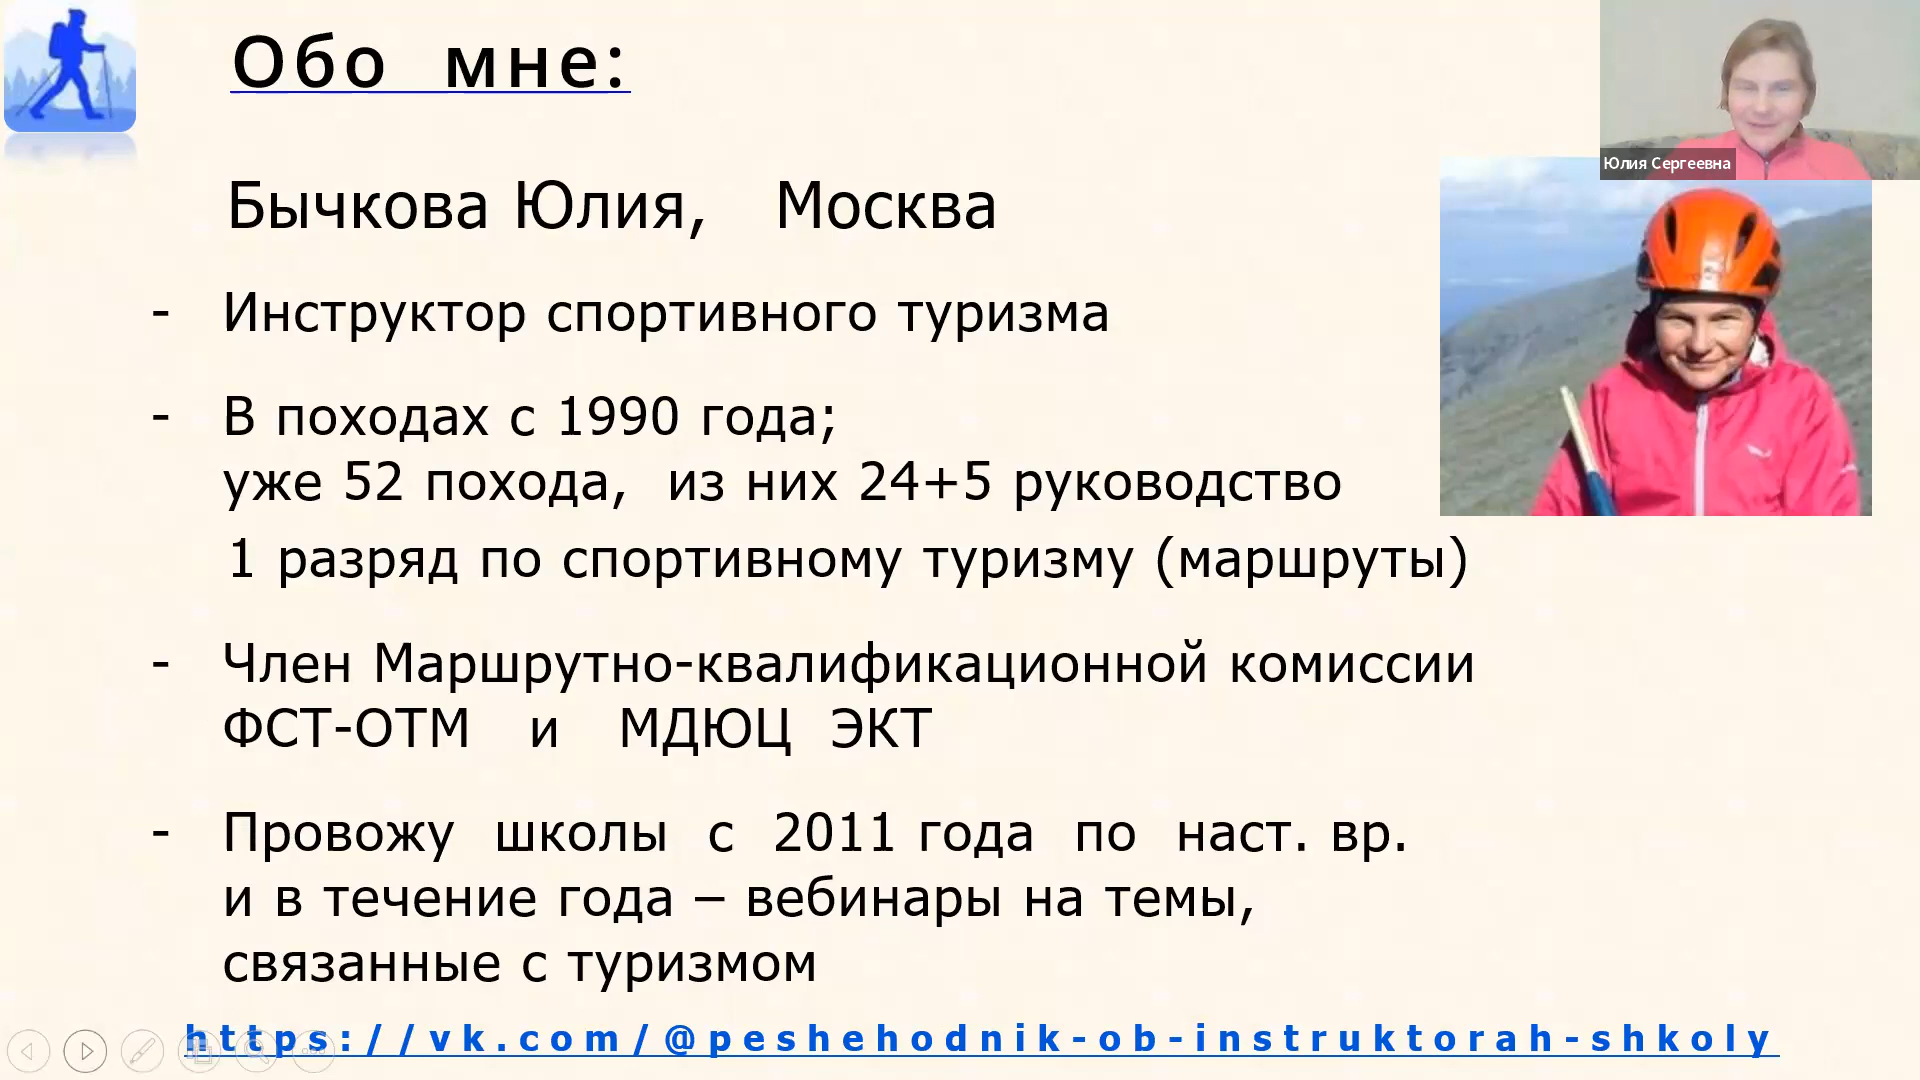 Обо мне:
Юлия Сергеевна
Бычкова Юлия, Москва
- Инструктор спортивного туризма
- В походах с 1990 года;
уже 52 похода, из них 24+5 руководство
1 разряд по спортивному туризму (маршруты)
- Член Маршрутно-квалификационной комиссии
ФСТ-ОТМ и МДЮЦ ЭКТ
- Провожу школы с 2011 года по наст. вр.
и в течение года – вебинары на темы,
связанные с туризмом
https://vk.com/@peshehodnik-ob-instruktorah-shkoly